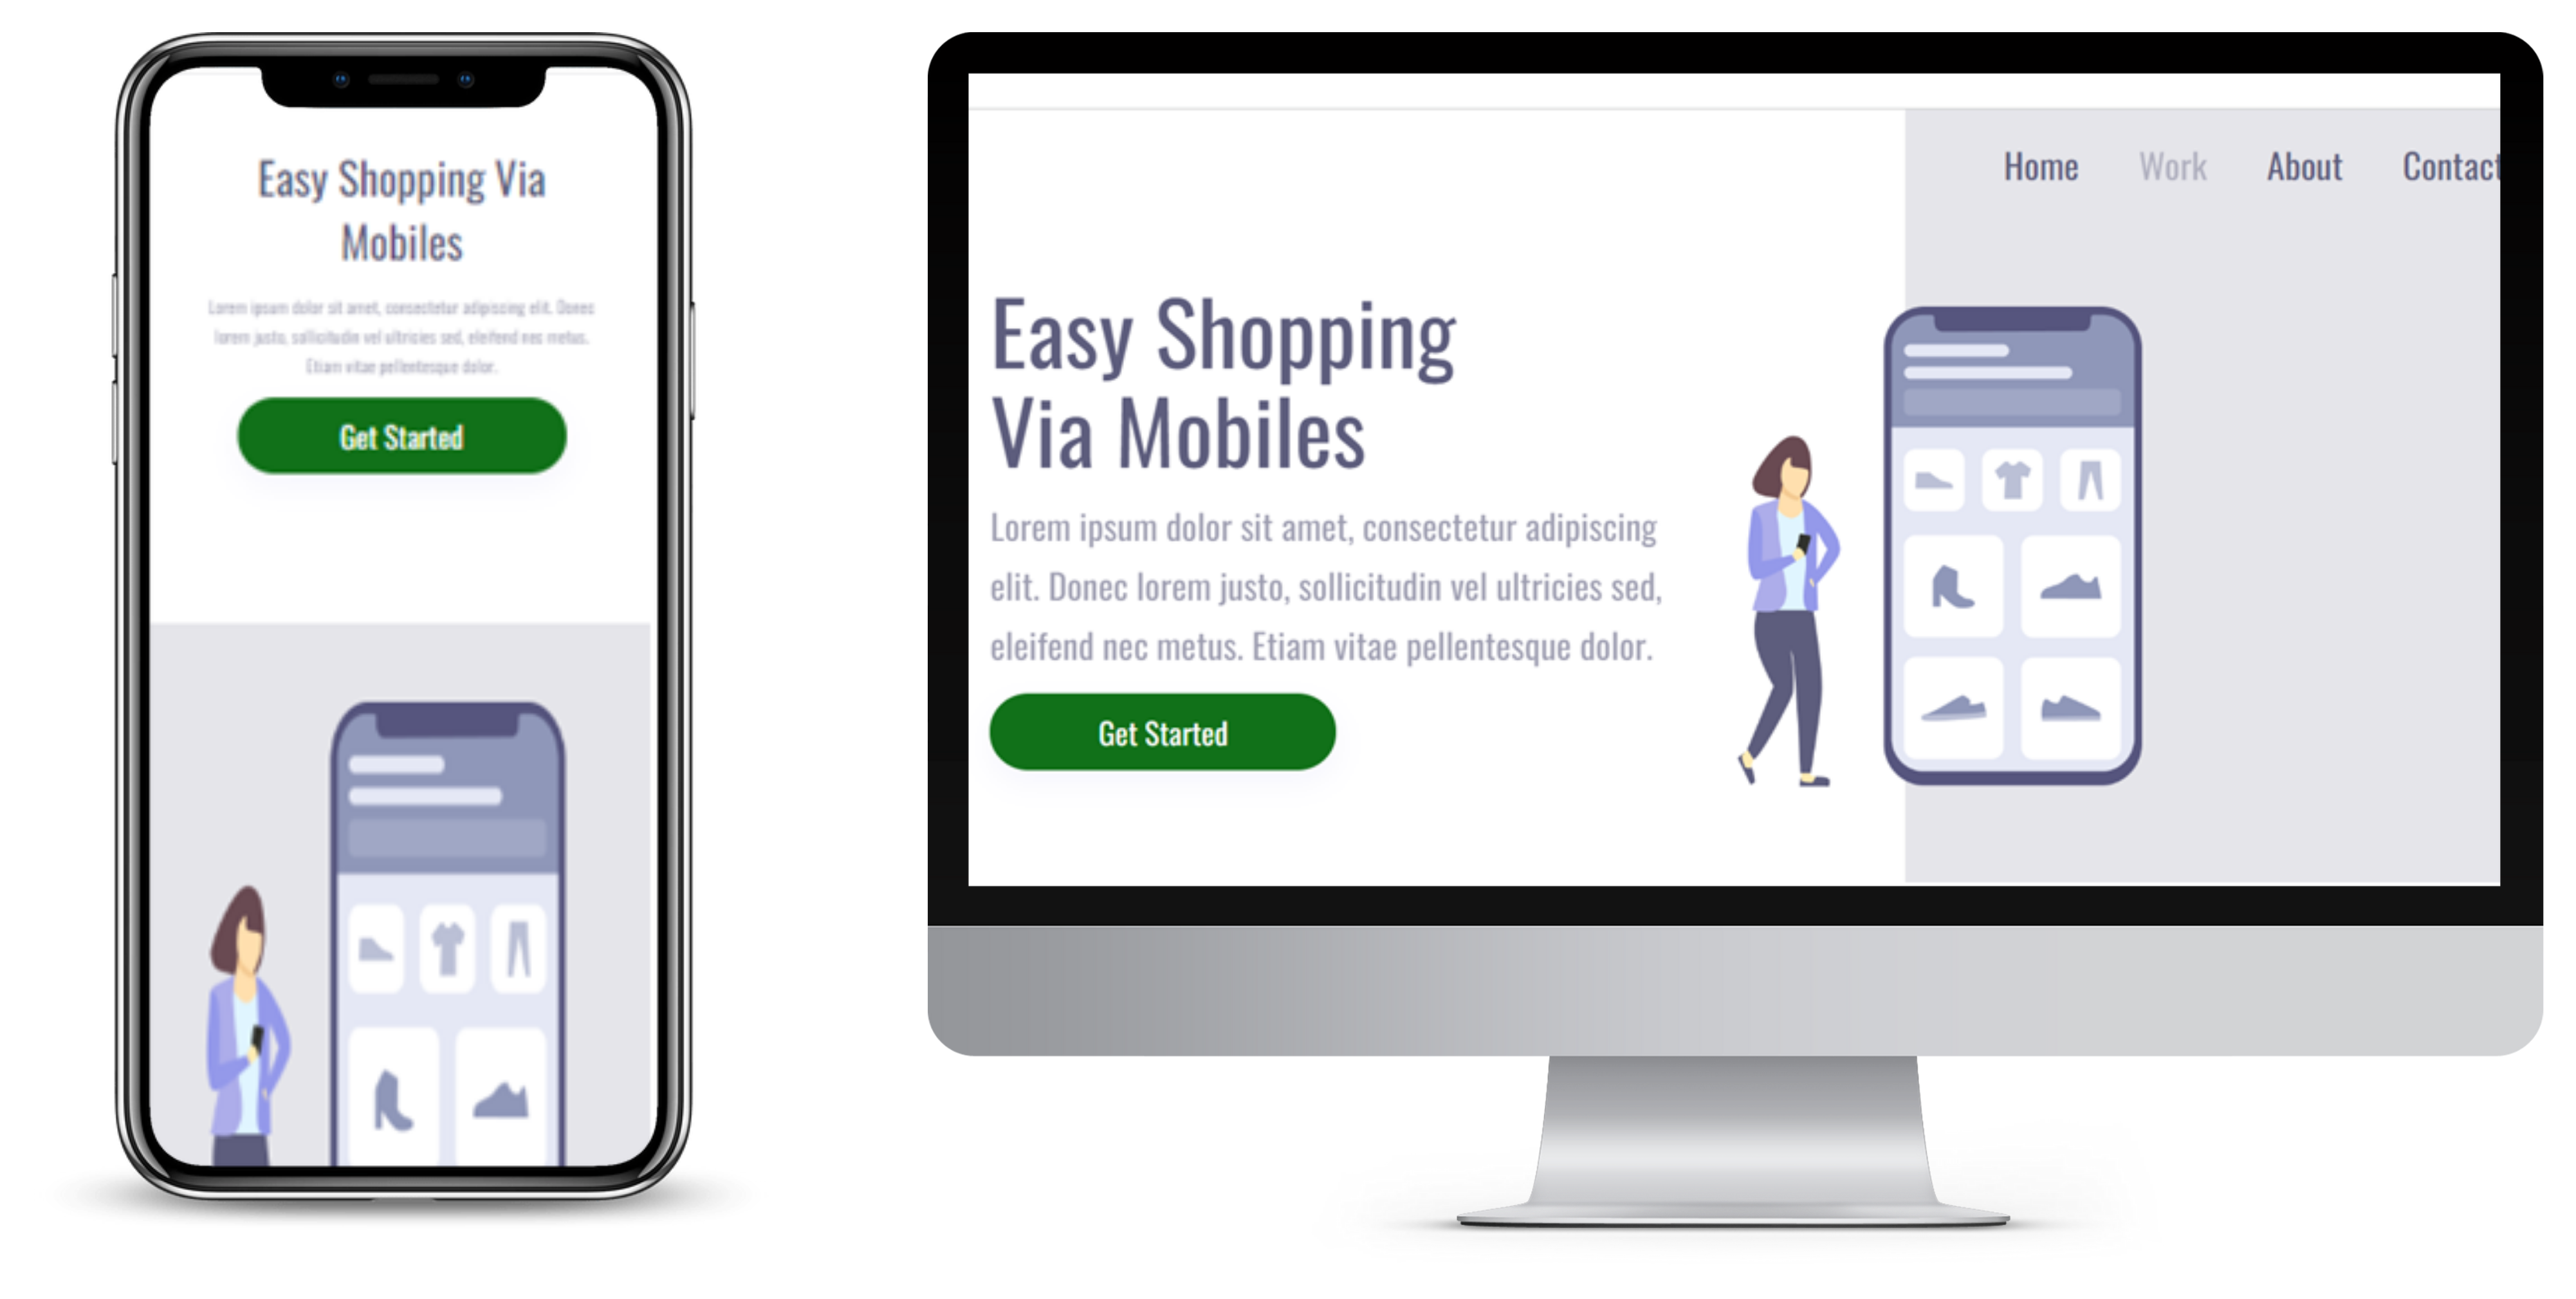 Easy Shopping Via
Mobiles
Lorem ipsum dolor sit amet, consectetur adipiscing elit. Donec
lorem justo, sollicitudin vel ultricies sed, eleifend nec metus.
Etiam vitae pellentesque dolor.
Get Started
Home Work About Contact
Easy Shopping
Via Mobiles
Lorem ipsum dolor sit amet, consectetur adipiscing
elit. Donec lorem justo, sollicitudin vel ultricies sed,
eleifend nec metus. Etiam vitae pellentesque dolor.
Get Started